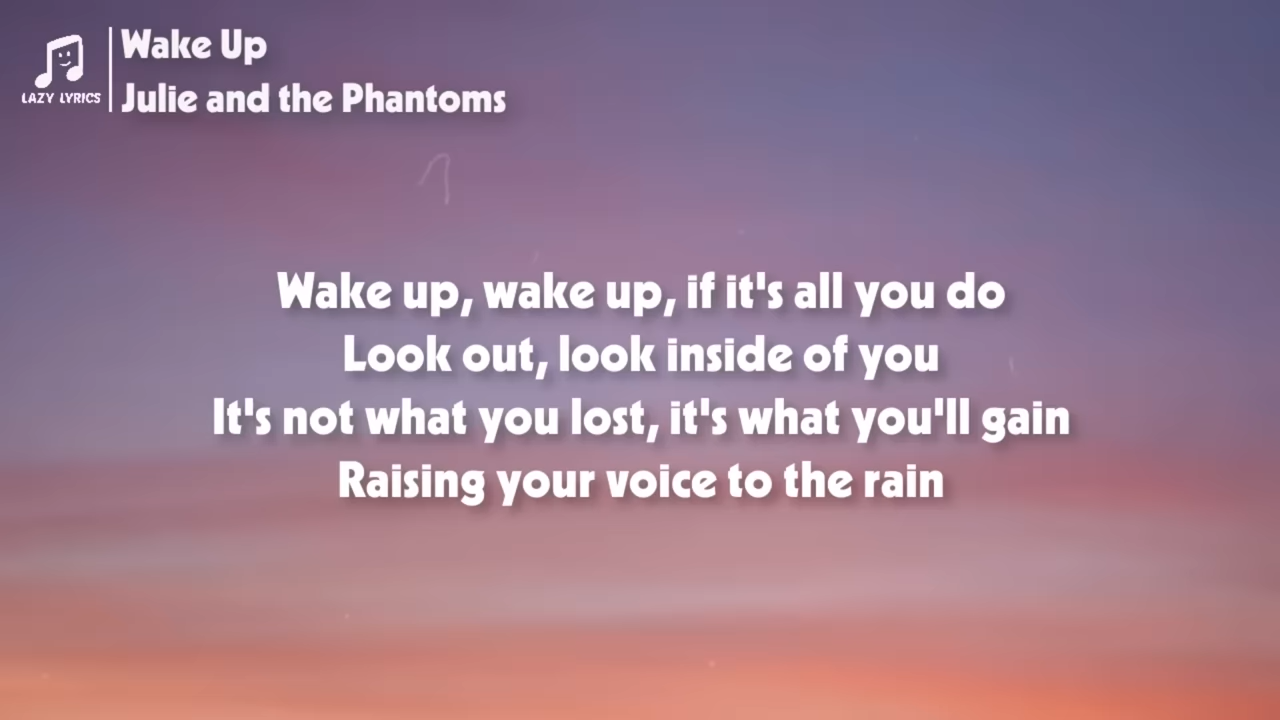 Wake Up
LAZY LYRICS
Julie and the Phantoms
Wake up, wake up, if it's all you do
Look out, look inside of you
It's not what you lost, it's what you'll gain
Raising your voice to the rain